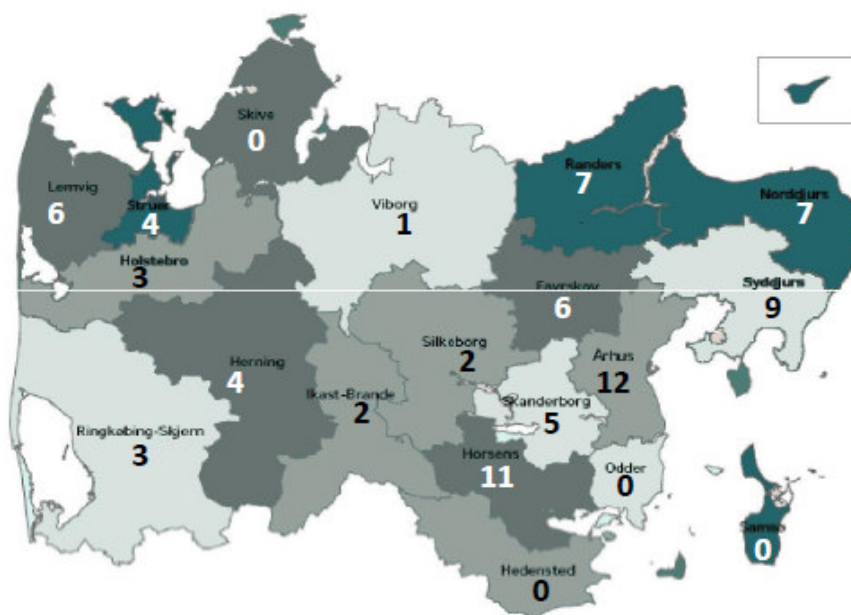 Skive
0
Lemvig
6
Struer
4
Holstebro
3
Viborg
1
Randers
7
Norddjurs
7
Syddjurs
9
Favrskov
6
Silkeborg
2
Århus
12
Herning
4
Ikast-Brande
2
Skanderborg
5
Ringkøbing-Skjern
3
Horsens
11
Odder
0
Samsø
0
Hedensted
0